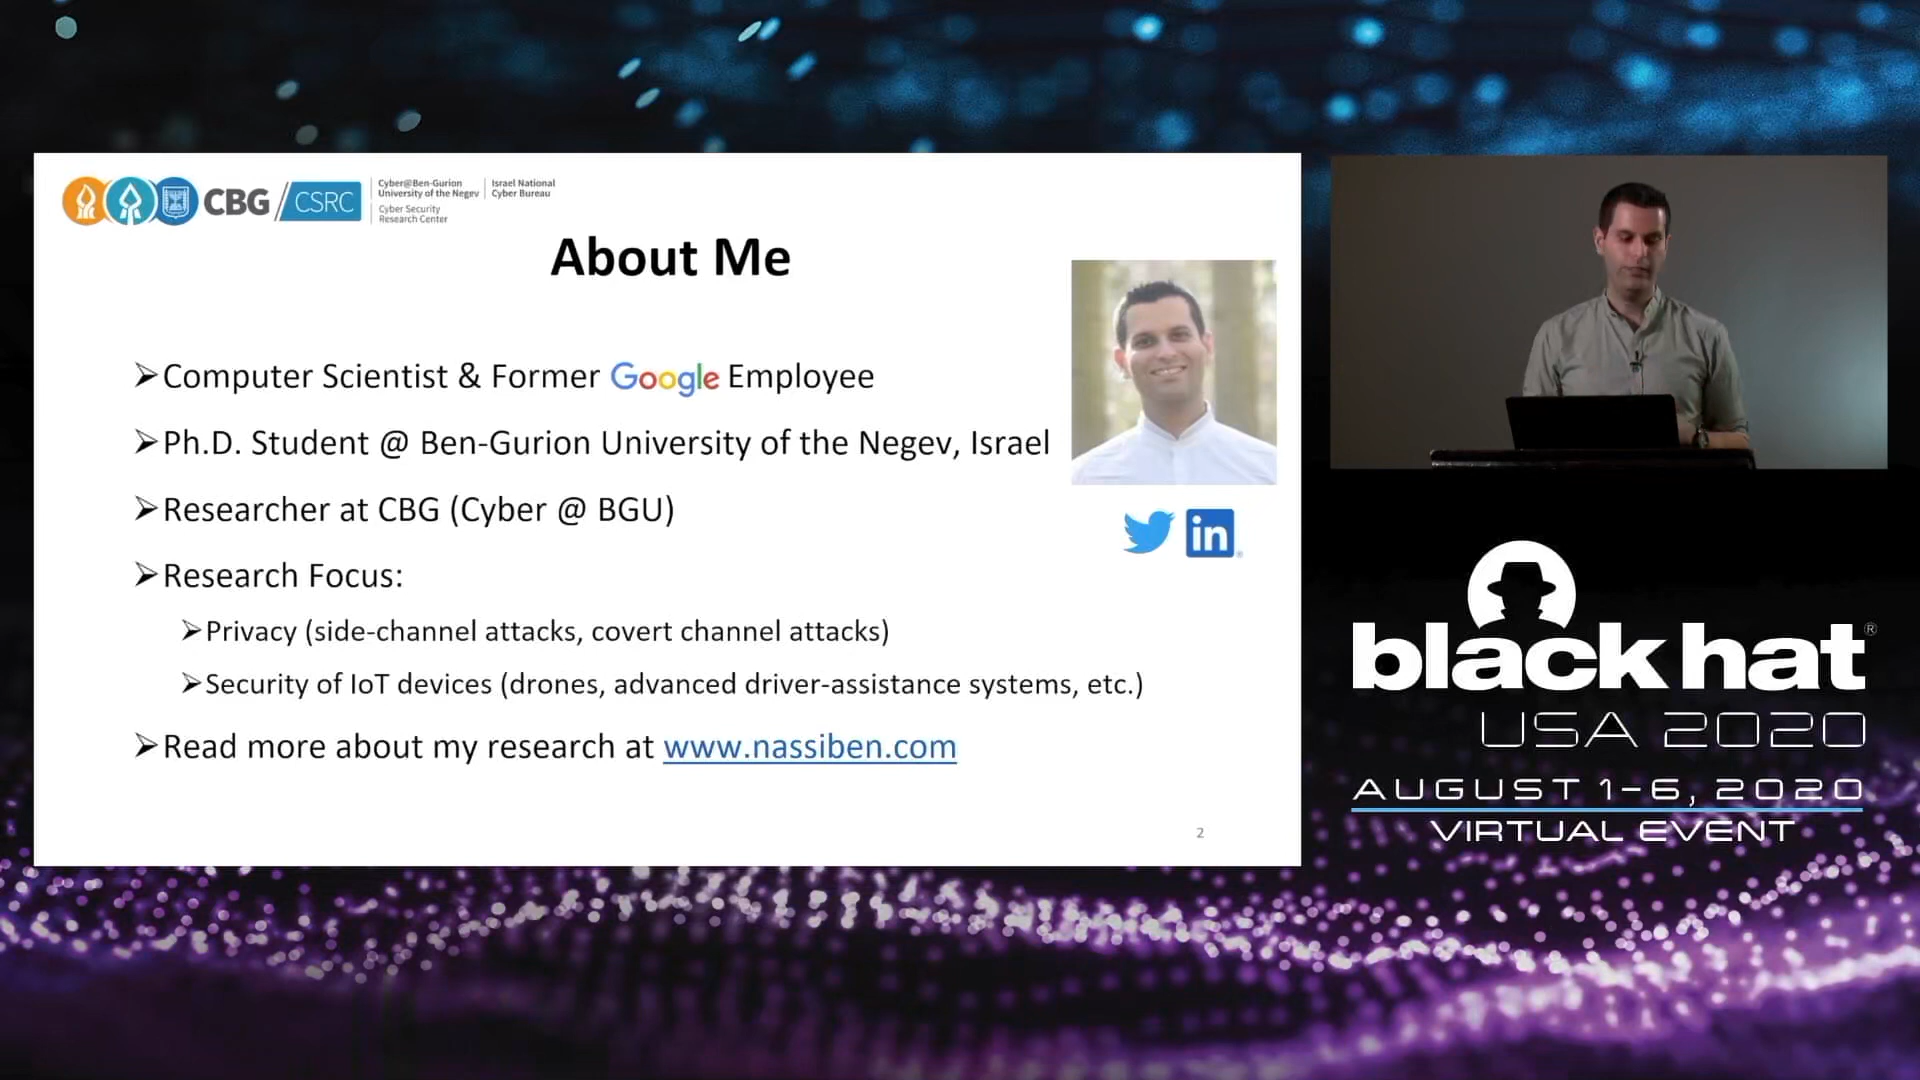 CBG / CSRC
Cyber@Ben-Gurion
University of the Negev
Israel National
Cyber Bureau
Cyber Security
Research Center
About Me
➢Computer Scientist & Former Google Employee
➢Ph.D. Student @ Ben-Gurion University of the Negev, Israel
➢Researcher at CBG (Cyber @ BGU)
➢Research Focus:
➢Privacy (side-channel attacks, covert channel attacks)
➢Security of IoT devices (drones, advanced driver-assistance systems, etc.)
➢Read more about my research at www.nassiben.com
in
2
black hat®
USA 2020
AUGUST 1-6, 2020
VIRTUAL EVENT